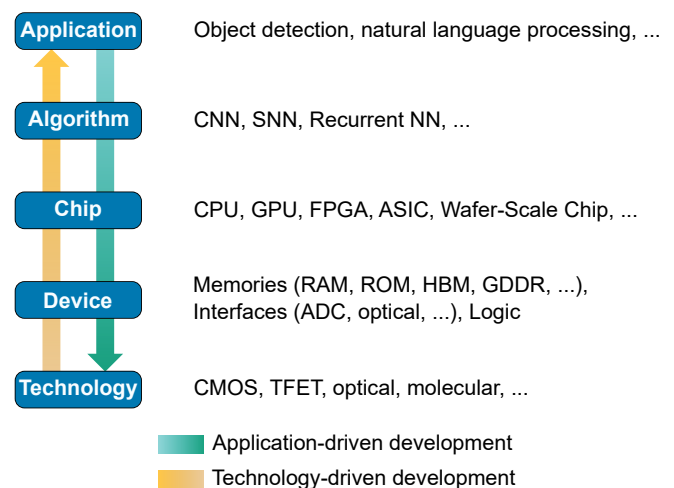 Application Object detection, natural language processing, ...
Algorithm CNN, SNN, Recurrent NN, ...
Chip CPU, GPU, FPGA, ASIC, Wafer-Scale Chip, ...
Device Memories (RAM, ROM, HBM, GDDR, ...),
Interfaces (ADC, optical, ...), Logic
Technology CMOS, TFET, optical, molecular, ...
Application-driven development
Technology-driven development